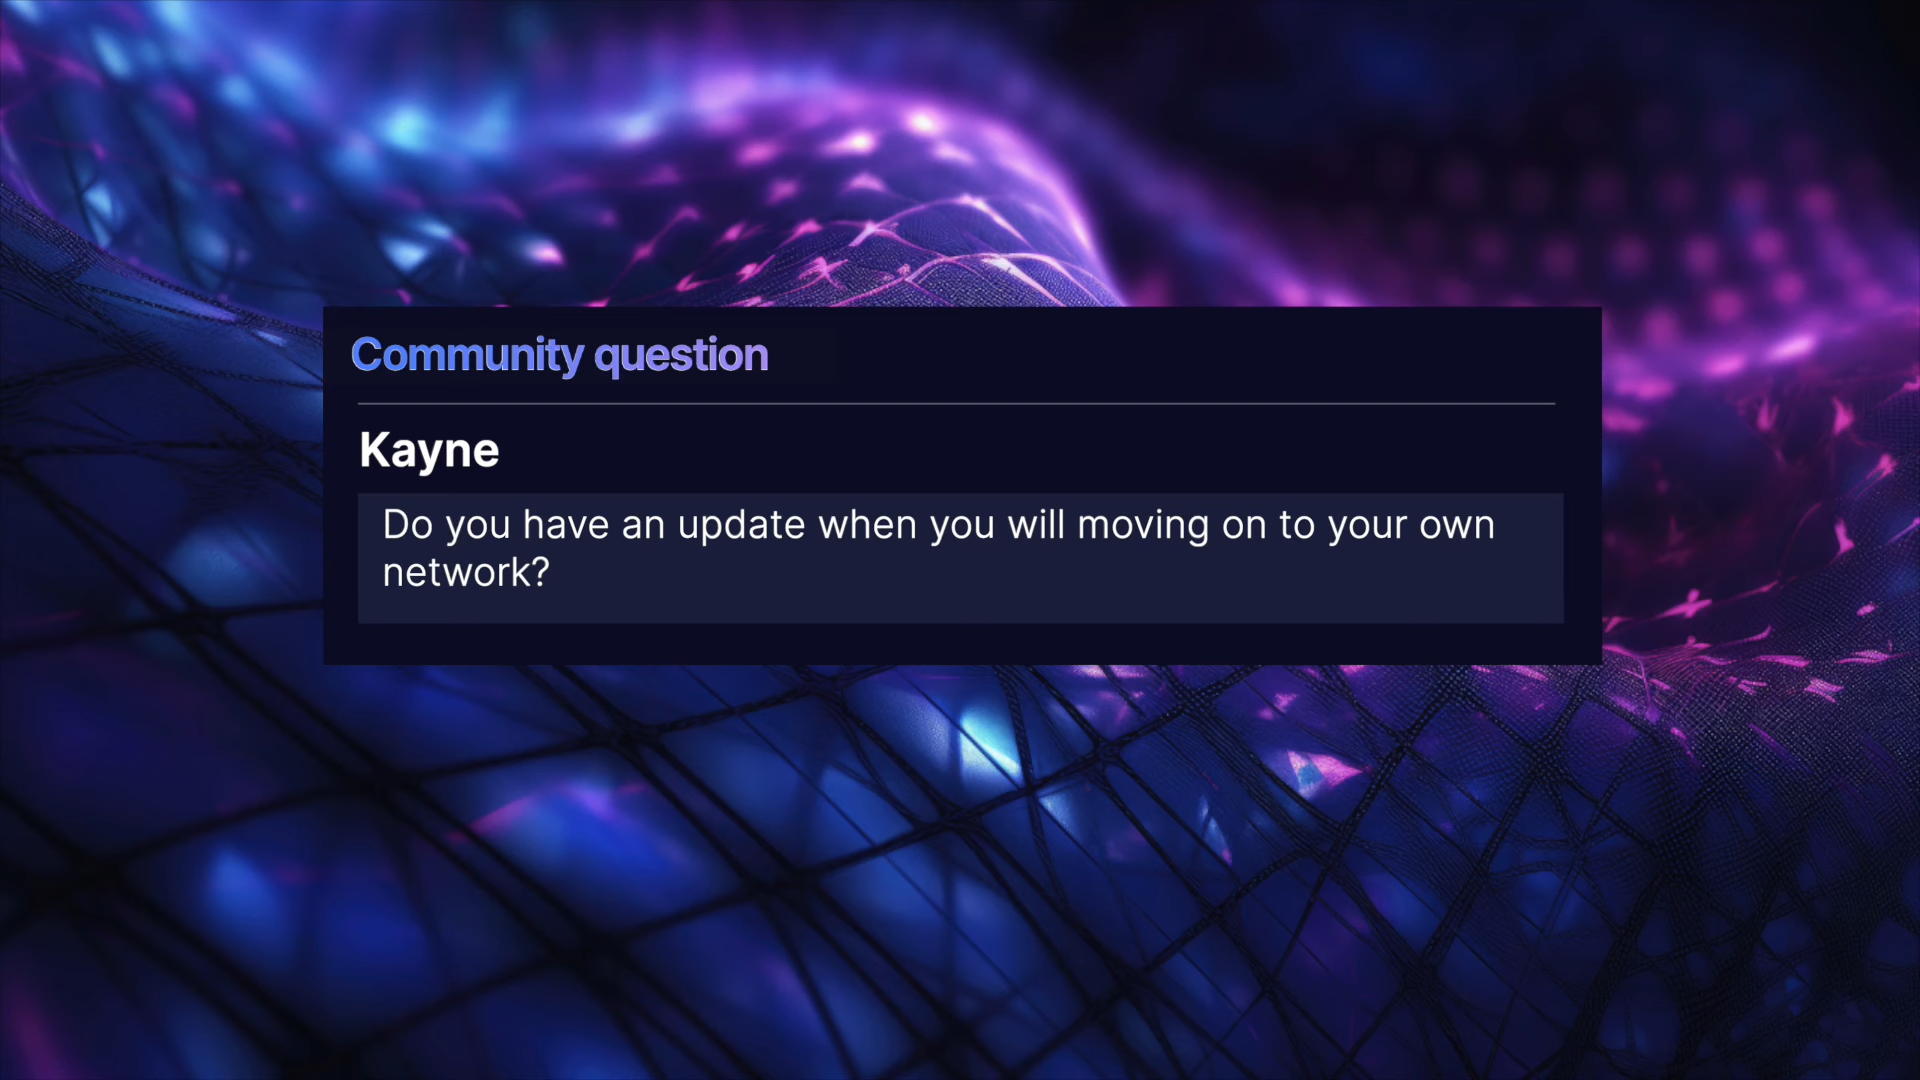 Community question
Kayne
Do you have an update when you will moving on to your own
network?